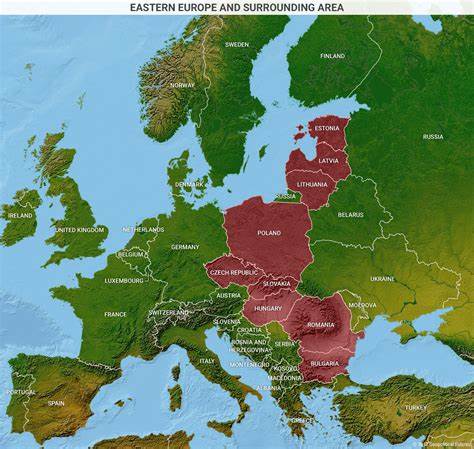 EASTERN EUROPE AND SURROUNDING AREA
SWEDEN
FINLAND
NORWAY
ESTONIA
RUSSIA
LATVIA
DENMARK
LITHUANIA
RUSSIA
IRELAND
UNITED KINGDOM
NETHERLANDS
BELARUS
POLAND
GERMANY
BELGIUM
CZECH REPUBLIC
UKRAINE
LUXEMBOURG
SLOVAKIA
AUSTRIA
MOLDOVA
FRANCE
SWITZERLAND
HUNGARY
SLOVENIA
ROMANIA
CROATIA
BOSNIA AND
HERZEGOVINA
SERBIA
ITALY
MONTENEGRO
KOSOVO
BULGARIA
MACEDONIA
ALBANIA
PORTUGAL
SPAIN
GREECE
TURKEY
Geopolitical Futures